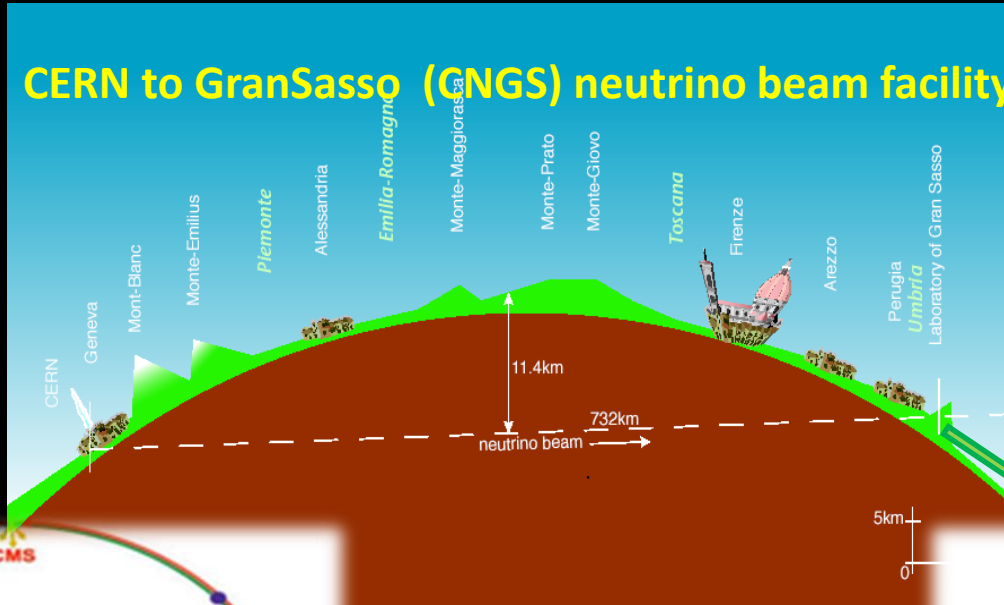 CERN to GranSasso (CNGS) neutrino beam facility
CERN
Geneva
Mont-Blanc
Monte-Emilius
Piemonte
Alessandria
Emilia-Romagna
Monte-Maggiorasca
Monte-Prato
Monte-Giovo
Toscana
Firenze
Arezzo
Perugia
Umbria
Laboratory of Gran Sasso
11.4km
732km
neutrino beam
5km
0
CMS